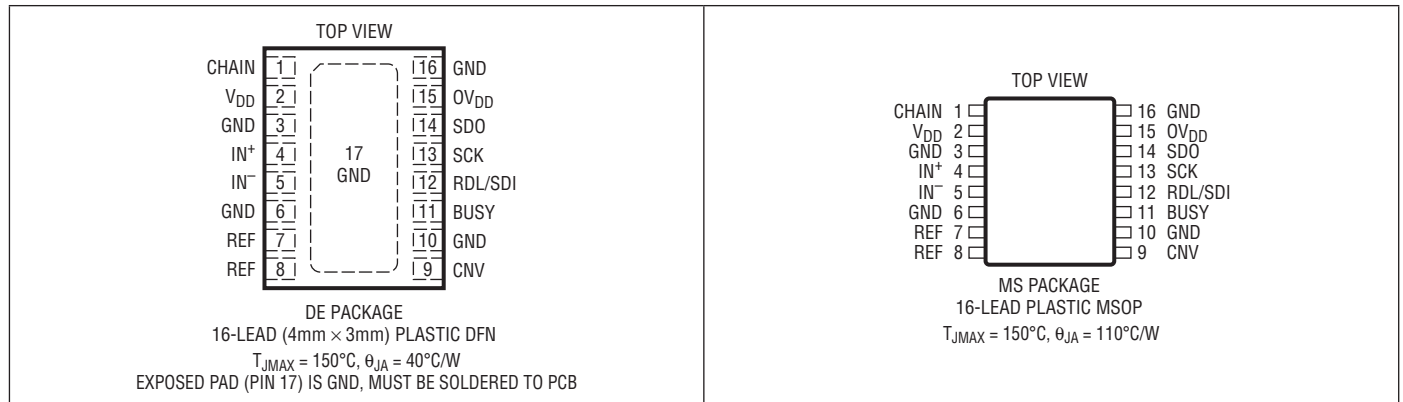 TOP VIEW
CHAIN 1 16 GND
VDD 2 15 OVDD
GND 3 14 SDO
IN+ 4 13 SCK
IN– 5 12 RDL/SDI
GND 6 11 BUSY
REF 7 10 GND
REF 8 9 CNV
17
GND
DE PACKAGE
16-LEAD (4mm × 3mm) PLASTIC DFN
TJMAX = 150°C, θJA = 40°C/W
EXPOSED PAD (PIN 17) IS GND, MUST BE SOLDERED TO PCB
TOP VIEW
CHAIN 1 16 GND
VDD 2 15 OVDD
GND 3 14 SDO
IN+ 4 13 SCK
IN– 5 12 RDL/SDI
GND 6 11 BUSY
REF 7 10 GND
REF 8 9 CNV
MS PACKAGE
16-LEAD PLASTIC MSOP
TJMAX = 150°C, θJA = 110°C/W